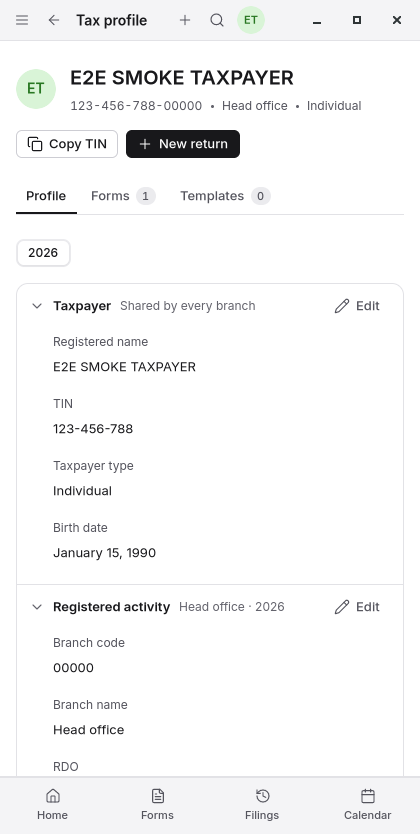 Tax profile
ET
ET
E2E SMOKE TAXPAYER
123-456-788-00000 • Head office • Individual
Copy TIN
New return
Profile
Forms 1
Templates 0
2026
Taxpayer Shared by every branch
Edit
Registered name
E2E SMOKE TAXPAYER
TIN
123-456-788
Taxpayer type
Individual
Birth date
January 15, 1990
Registered activity Head office · 2026
Edit
Branch code
00000
Branch name
Head office
RDO
Home
Forms
Filings
Calendar